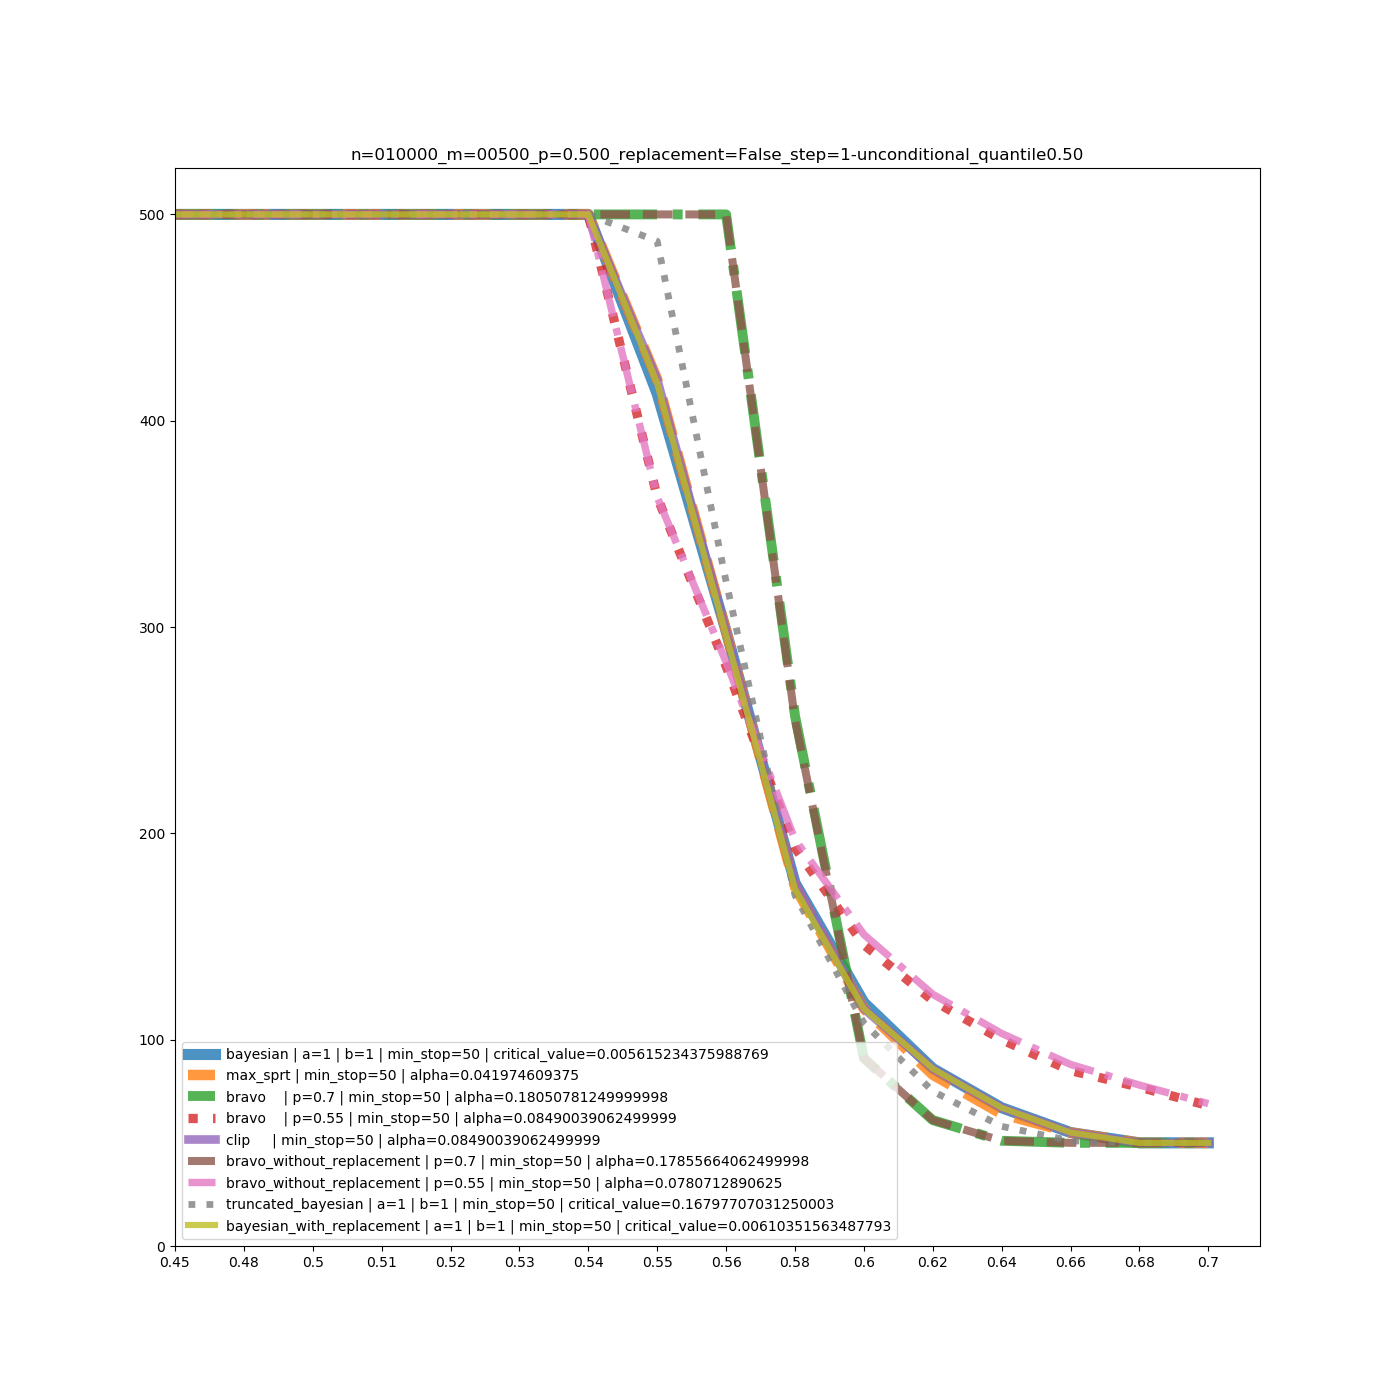 n=010000_m=00500_p=0.500_replacement=False_step=1-unconditional_quantile0.50
500
400
300
200
100
0
bayesian | a=1 | b=1 | min_stop=50 | critical_value=0.005615234375988769
max_sprt | min_stop=50 | alpha=0.041974609375
bravo | p=0.7 | min_stop=50 | alpha=0.18050781249999998
bravo | p=0.55 | min_stop=50 | alpha=0.08490039062499999
clip | min_stop=50 | alpha=0.08490039062499999
bravo_without_replacement | p=0.7 | min_stop=50 | alpha=0.17855664062499998
bravo_without_replacement | p=0.55 | min_stop=50 | alpha=0.0780712890625
truncated_bayesian | a=1 | b=1 | min_stop=50 | critical_value=0.16797707031250003
bayesian_with_replacement | a=1 | b=1 | min_stop=50 | critical_value=0.00610351563487793
0.45 0.48 0.5 0.51 0.52 0.53 0.54 0.55 0.56 0.58 0.6 0.62 0.64 0.66 0.68 0.7